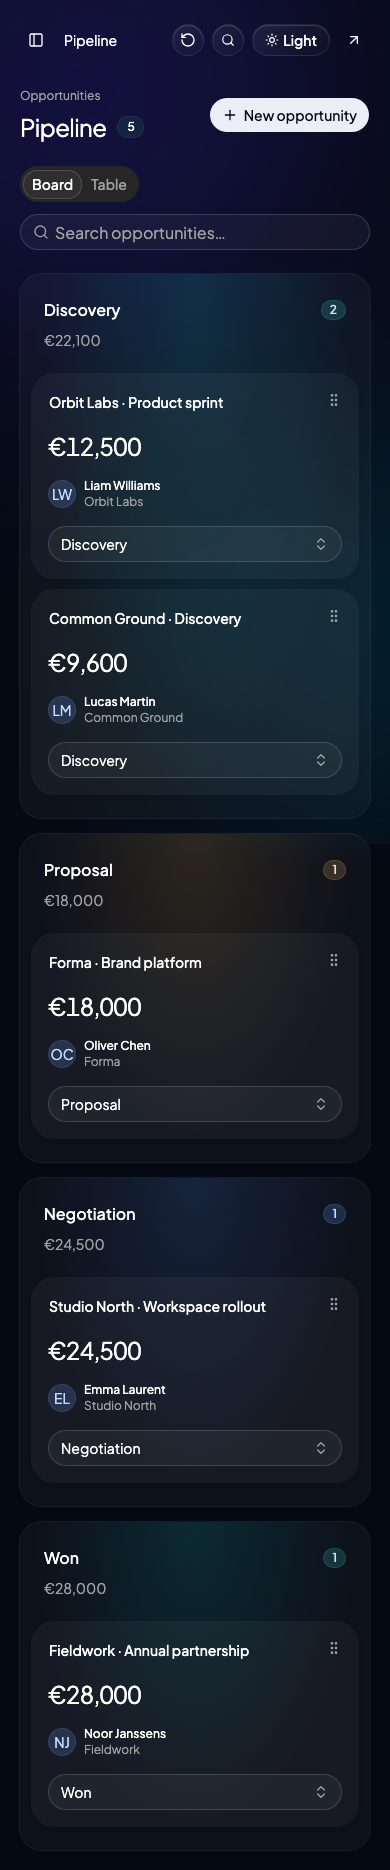 Pipeline
Light
Opportunities
Pipeline 5
New opportunity
Board Table
Search opportunities...
Discovery 2
€22,100
Orbit Labs · Product sprint
€12,500
LW Liam Williams
Orbit Labs
Discovery
Common Ground · Discovery
€9,600
LM Lucas Martin
Common Ground
Discovery
Proposal 1
€18,000
Forma · Brand platform
€18,000
OC Oliver Chen
Forma
Proposal
Negotiation 1
€24,500
Studio North · Workspace rollout
€24,500
EL Emma Laurent
Studio North
Negotiation
Won 1
€28,000
Fieldwork · Annual partnership
€28,000
NJ Noor Janssens
Fieldwork
Won